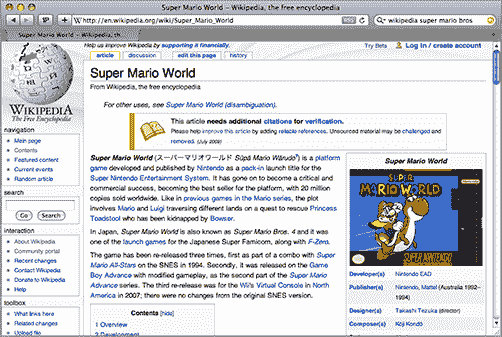 Super Mario World – Wikipedia, the free encyclopedia
http://en.wikipedia.org/wiki/Super_Mario_World
wikipedia super mario bros
Super Mario World – Wikipedia, th...
Help us improve Wikipedia by supporting it financially.
Try Beta
Log in / create account
article
discussion
edit this page
history
WIKIPEDIA
The Free Encyclopedia
navigation
Main page
Contents
Featured content
Current events
Random article
search
Go
Search
interaction
About Wikipedia
Community portal
Recent changes
Contact Wikipedia
Donate to Wikipedia
Help
toolbox
What links here
Related changes
Upload file
Super Mario World
From Wikipedia, the free encyclopedia
For other uses, see Super Mario World (disambiguation).
This article needs additional citations for verification.
Please help improve this article by adding reliable references. Unsourced material may be challenged and
removed. (July 2009)
Super Mario World (スーパーマリオワールド Sūpā Mario Wārudo?) is a platform
game developed and published by Nintendo as a pack-in launch title for the
Super Nintendo Entertainment System. It has gone on to become a critical and
commercial success, becoming the best seller for the platform, with 20 million
copies sold worldwide. Like in previous games in the Mario series, the plot
involves Mario and Luigi traversing different lands on a quest to rescue Princess
Toadstool who has been kidnapped by Bowser.
In Japan, Super Mario World is also known as Super Mario Bros. 4 and it was
one of the launch games for the Japanese Super Famicom, along with F-Zero.
The game has been re-released three times, first as part of a combo with Super
Mario All-Stars on the SNES in 1994. Secondly, it was released on the Game
Boy Advance with modified gameplay, as the second part of the Super Mario
Advance series. The third re-release was for the Wii's Virtual Console in North
America in 2007; there were no changes from the original SNES version.
Contents [hide]
1 Overview
2 Development
Super Mario World
SUPER
MARIO WORLD
Developer(s) Nintendo EAD
Publisher(s) Nintendo, Mattel (Australia 1992–
1994)
Designer(s) Takashi Tezuka (director)
Composer(s) Kōji Kondō